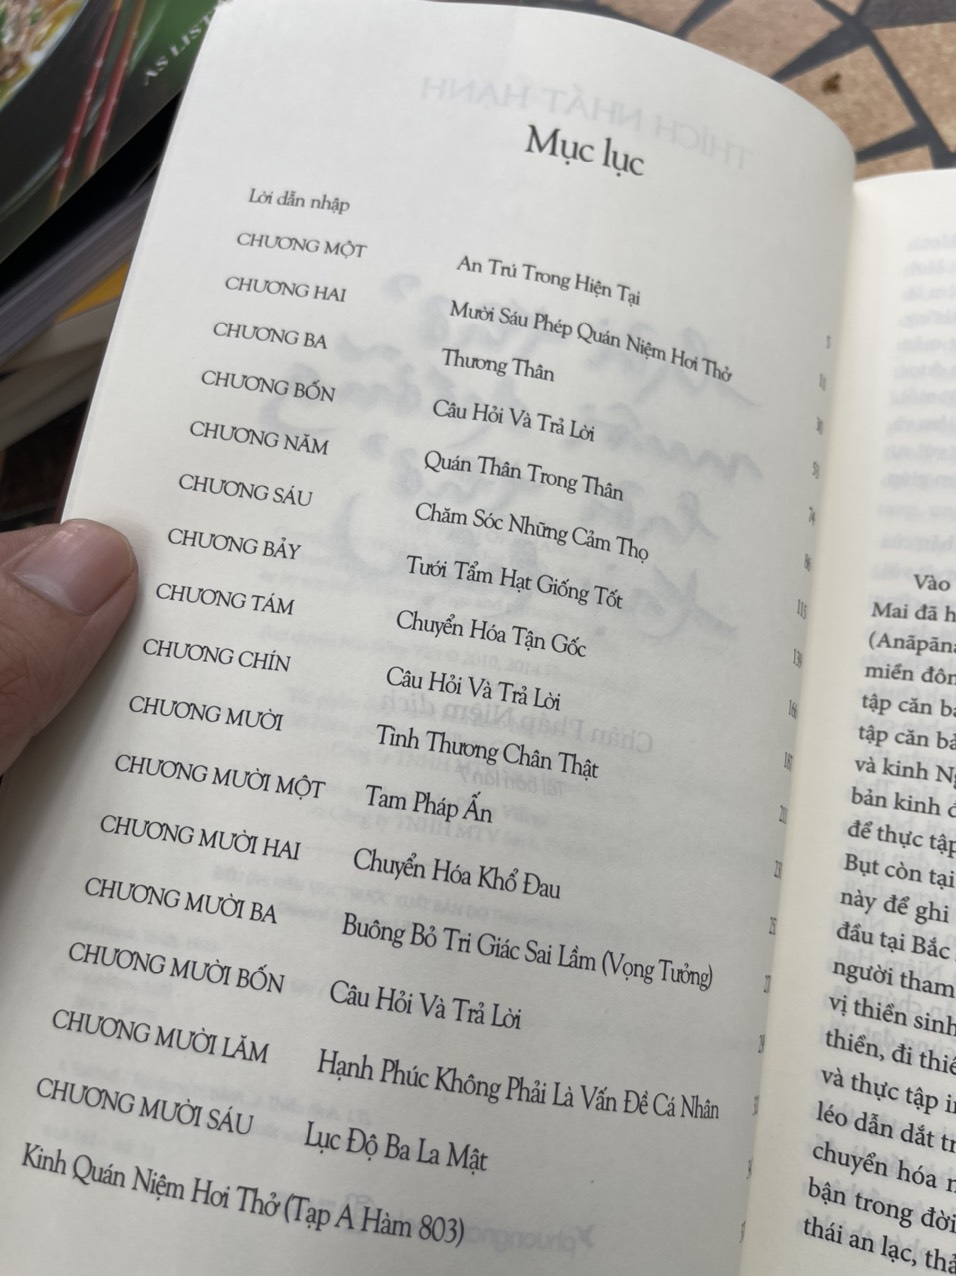 AS LIST
Mục lục
Lời dẫn nhập
CHƯƠNG MỘT An Trú Trong Hiện Tại
CHƯƠNG HAI Mười Sáu Phép Quán Niệm Hơi Thở
CHƯƠNG BA Thương Thân
CHƯƠNG BỐN Câu Hỏi Và Trả Lời
CHƯƠNG NĂM Quán Thân Trong Thân
CHƯƠNG SÁU Chăm Sóc Những Cảm Thọ
CHƯƠNG BẢY Tưới Tẩm Hạt Giống Tốt
CHƯƠNG TÁM Chuyển Hóa Tận Gốc
CHƯƠNG CHÍN Câu Hỏi Và Trả Lời
CHƯƠNG MƯỜI Tình Thương Chân Thật
CHƯƠNG MƯỜI MỘT Tam Pháp Ấn
CHƯƠNG MƯỜI HAI Chuyển Hóa Khổ Đau
CHƯƠNG MƯỜI BA Buông Bỏ Tri Giác Sai Lầm (Vọng Tưởng)
CHƯƠNG MƯỜI BỐN Câu Hỏi Và Trả Lời
CHƯƠNG MƯỜI LĂM Hạnh Phúc Không Phải Là Vấn Đề Cá Nhân
CHƯƠNG MƯỜI SÁU Lục Độ Ba La Mật
Kinh Quán Niệm Hơi Thở (Tạp A Hàm 803)
Vào
Mai đã h
(Anāpāna
miền đôn
tập căn bả
tập căn bả
và kinh Ng
bản kinh
để thực tập
Bụt còn tại
này để ghi
đầu tại Bắc
người tham
vị thiền sinh
thiền, đi thiề
và thực tập
léo dẫn dắt tr
chuyển hóa
bận trong đời
thái an lạc, thả